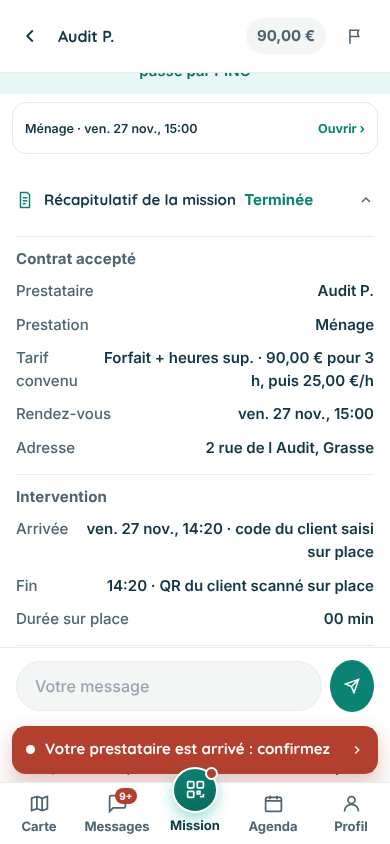 Audit P.
90,00 €
Ménage · ven. 27 nov., 15:00
Ouvrir ›
Récapitulatif de la mission Terminée
Contrat accepté
Prestataire
Audit P.
Prestation
Ménage
Tarif convenu
Forfait + heures sup. · 90,00 € pour 3
h, puis 25,00 €/h
Rendez-vous
ven. 27 nov., 15:00
Adresse
2 rue de l Audit, Grasse
Intervention
Arrivée
ven. 27 nov., 14:20 · code du client saisi
sur place
Fin
14:20 · QR du client scanné sur place
Durée sur place
00 min
Votre message
Votre prestataire est arrivé : confirmez
9+
Carte
Messages
Mission
Agenda
Profil